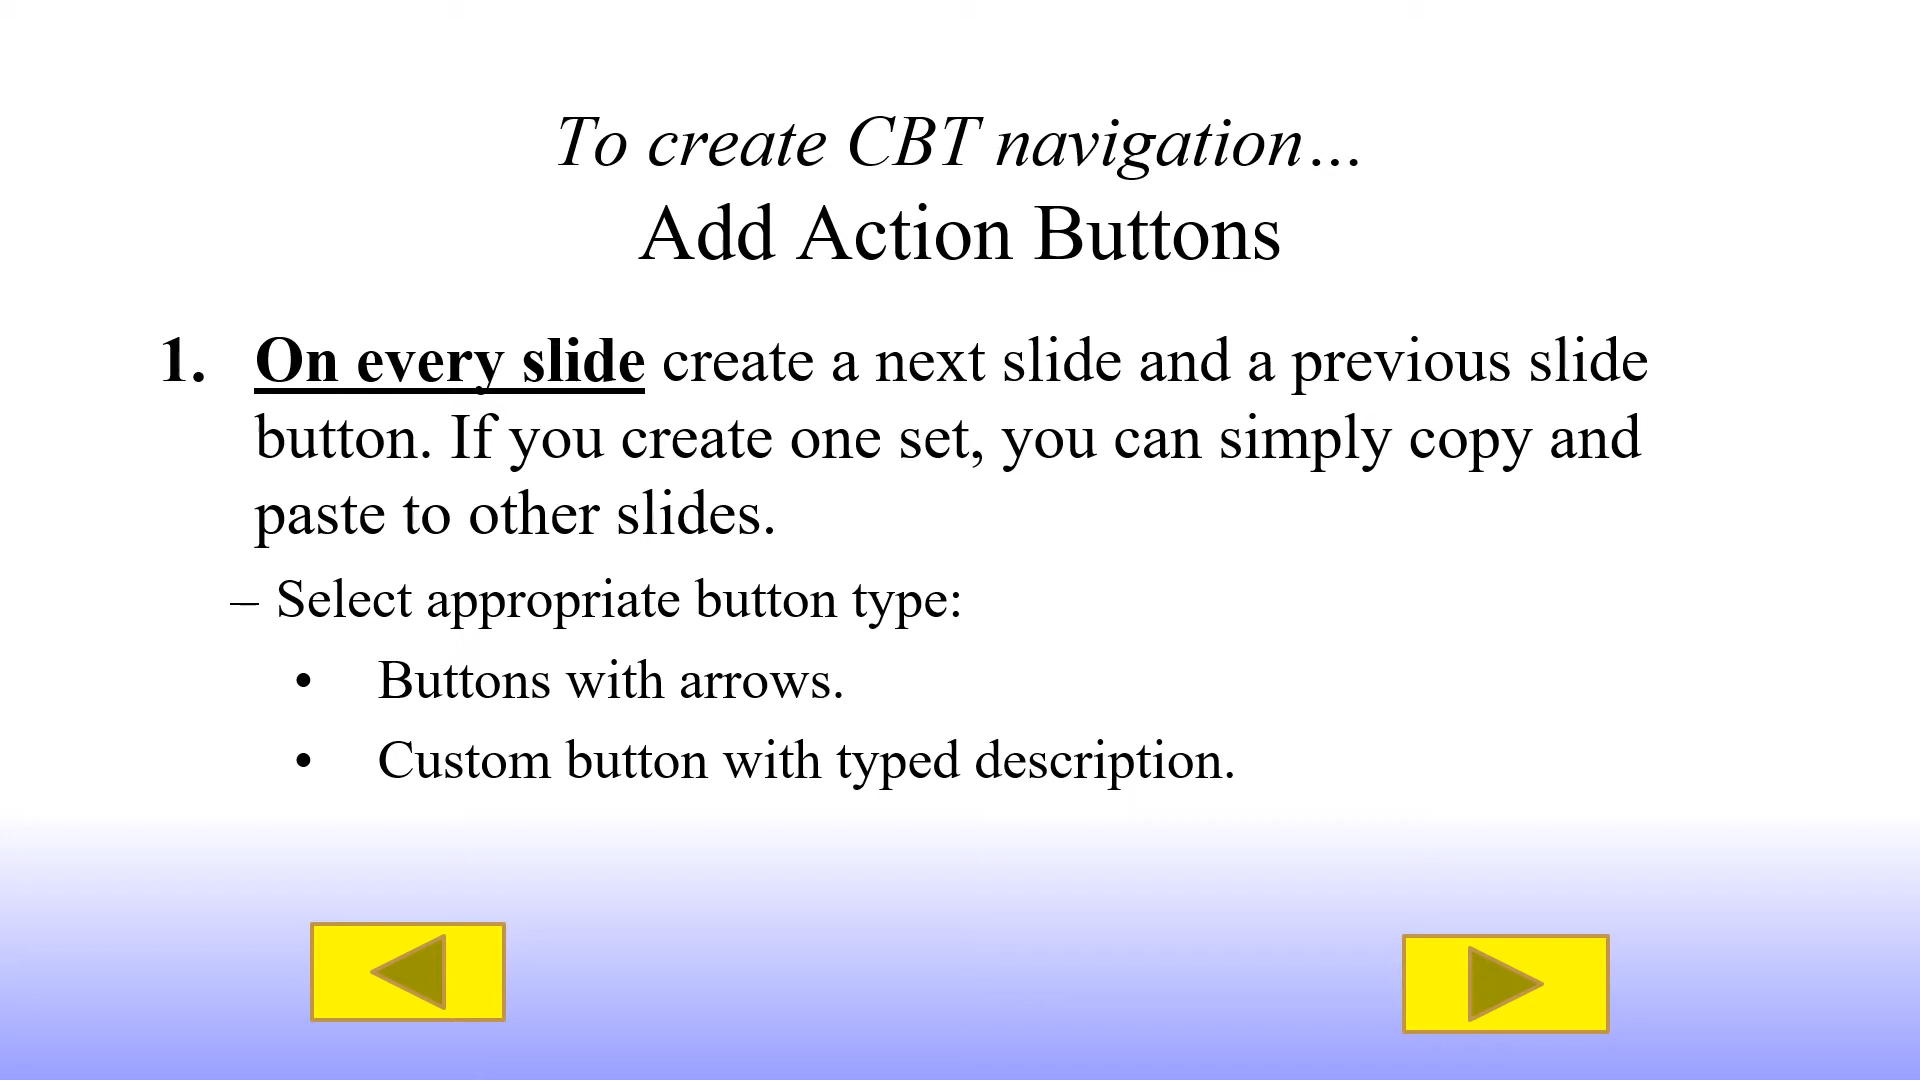 To create CBT navigation…
Add Action Buttons
1. On every slide create a next slide and a previous slide
button. If you create one set, you can simply copy and
paste to other slides.
– Select appropriate button type:
• Buttons with arrows.
• Custom button with typed description.